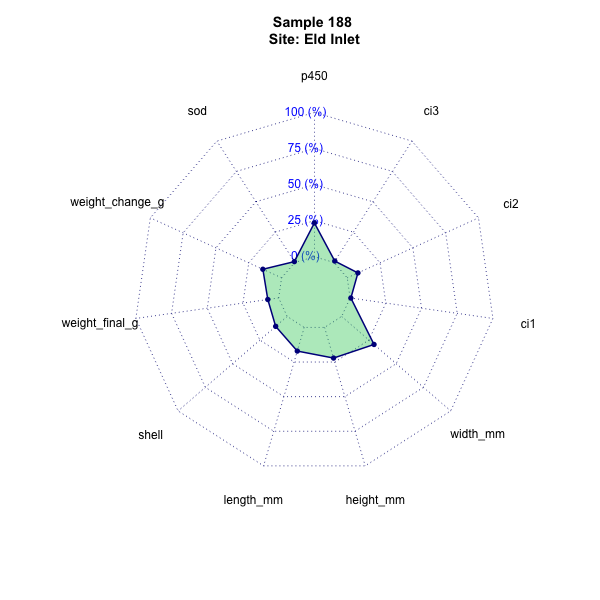 Sample 188
Site: Eld Inlet
p450
sod
ci3
100 (%)
75 (%)
weight_change_g
ci2
50 (%)
25 (%)
0 (%)
weight_final_g
ci1
shell
width_mm
length_mm
height_mm